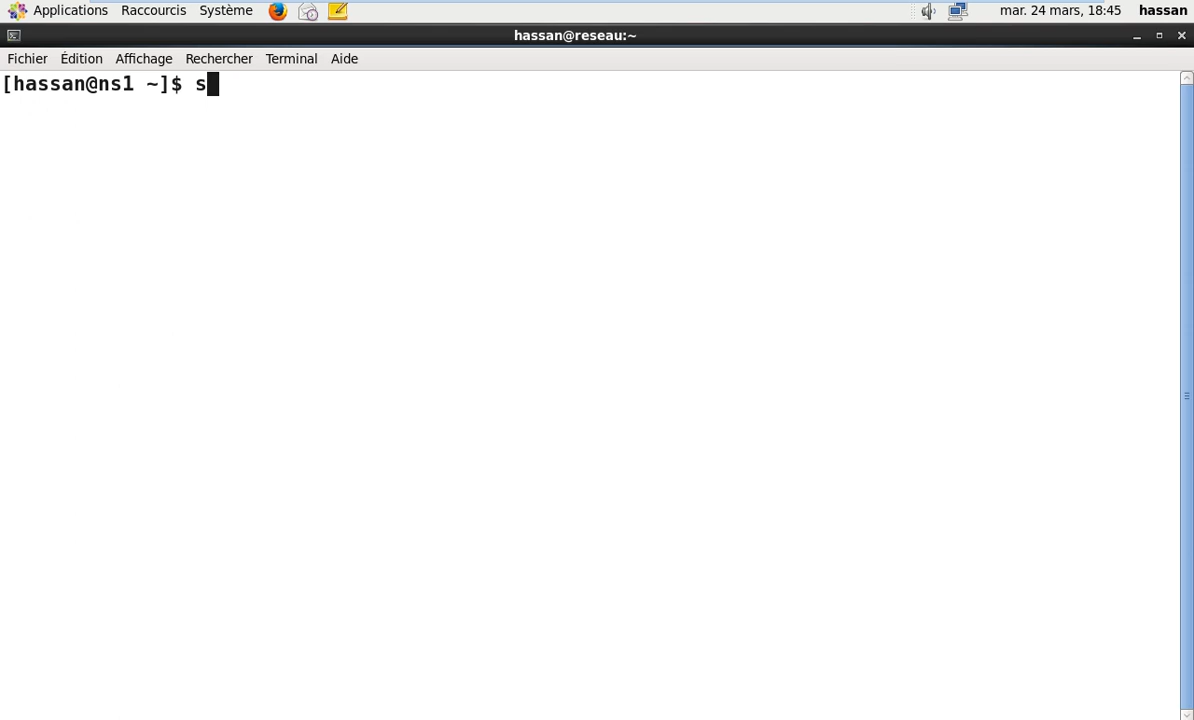 Applications Raccourcis Système mar. 24 mars, 18:45 hassan
hassan@reseau:~
Fichier Édition Affichage Rechercher Terminal Aide
[hassan@ns1 ~]$ s